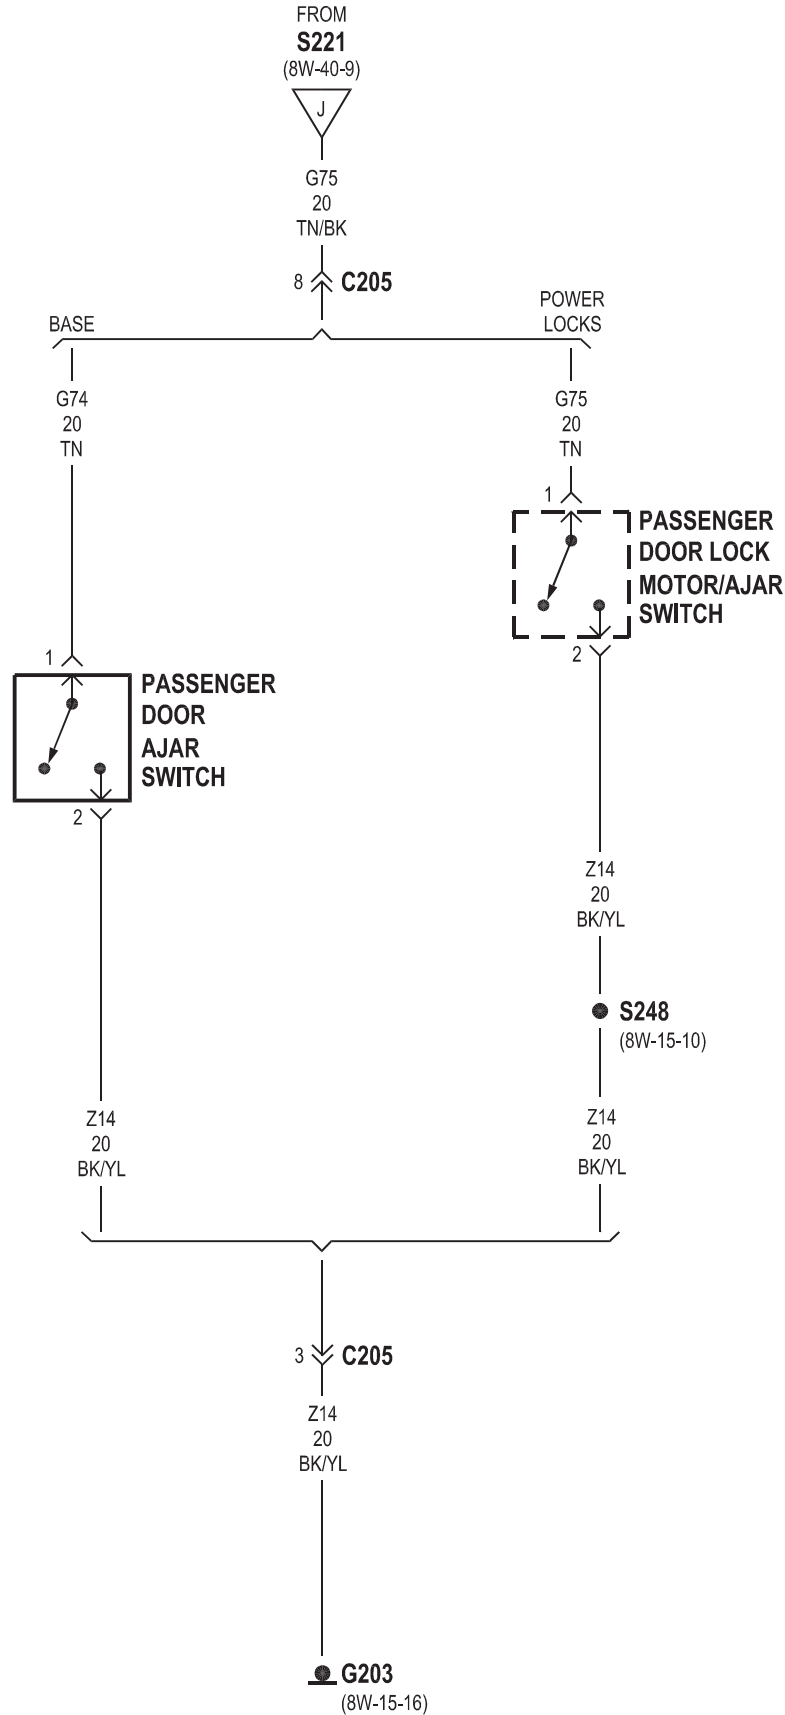 FROM
S221
(8W-40-9)
J
G75
20
TN/BK
8
C205
BASE
POWER
LOCKS
G74
20
TN
G75
20
TN
1
PASSENGER
DOOR LOCK
MOTOR/AJAR
SWITCH
2
1
PASSENGER
DOOR
AJAR
SWITCH
2
Z14
20
BK/YL
S248
(8W-15-10)
Z14
20
BK/YL
Z14
20
BK/YL
3
C205
Z14
20
BK/YL
G203
(8W-15-16)